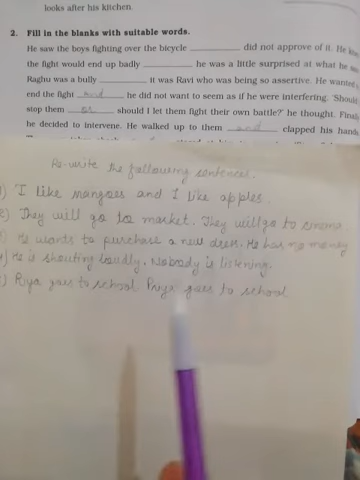 looks after his kitchen.
2. Fill in the blanks with suitable words.
He saw the boys fighting over the bicycle ________ did not approve of it. He
the fight would end up badly ________ he was a little surprised at what he
Raghu was a bully ________ it was Ravi who was being so assertive. He wanted
end the fight and he did not want to seem as if he were interfering. 'Should
stop them or should I let them fight their own battle?' he thought. Final
he decided to intervene. He walked up to them and clapped his hands
Re-write the following sentences.
1) I like mangoes and I like apples.
2) They will go to market. They will go to cinema.
He wants to purchase a new dress. He has no money
4) He is shouting loudly. Nobody is listening.
) Riya goes to school Priya goes to school